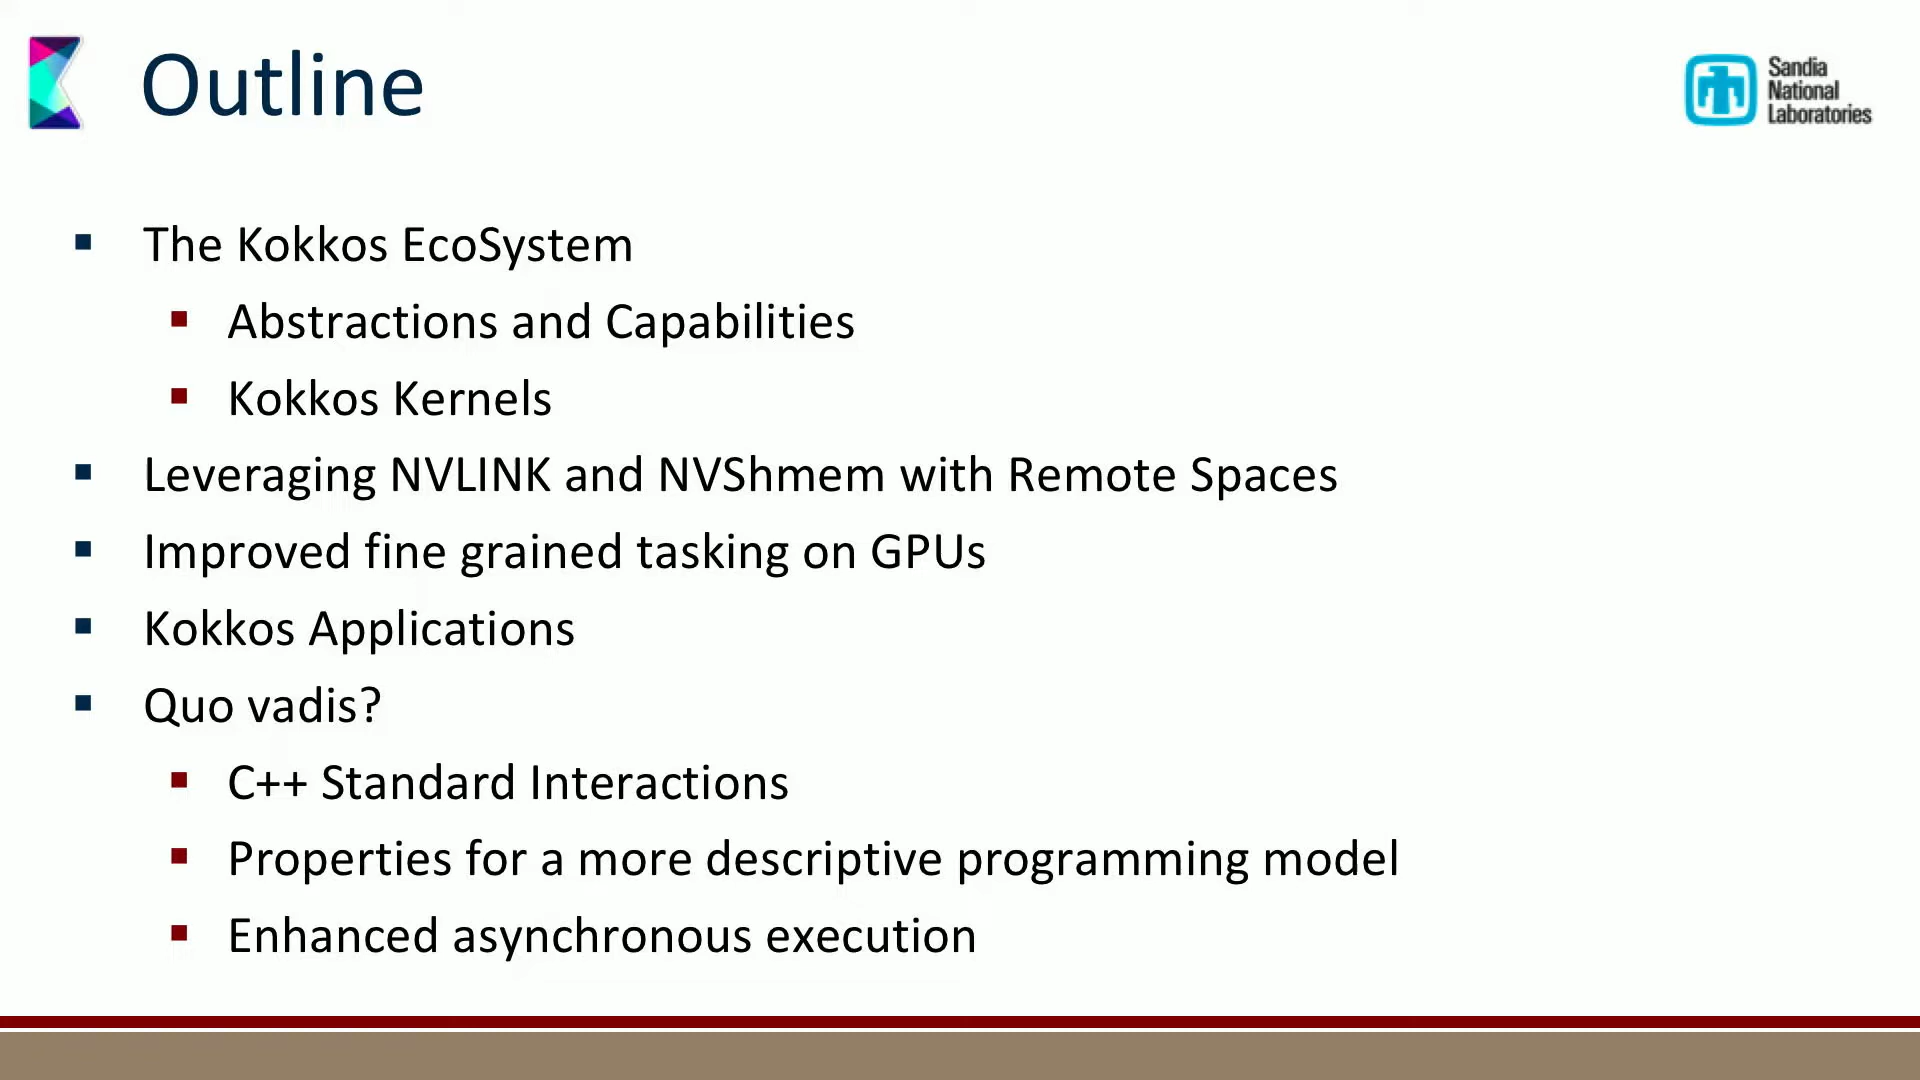 Outline
Sandia
National
Laboratories
The Kokkos EcoSystem
Abstractions and Capabilities
Kokkos Kernels
Leveraging NVLINK and NVShmem with Remote Spaces
Improved fine grained tasking on GPUs
Kokkos Applications
Quo vadis?
C++ Standard Interactions
Properties for a more descriptive programming model
Enhanced asynchronous execution